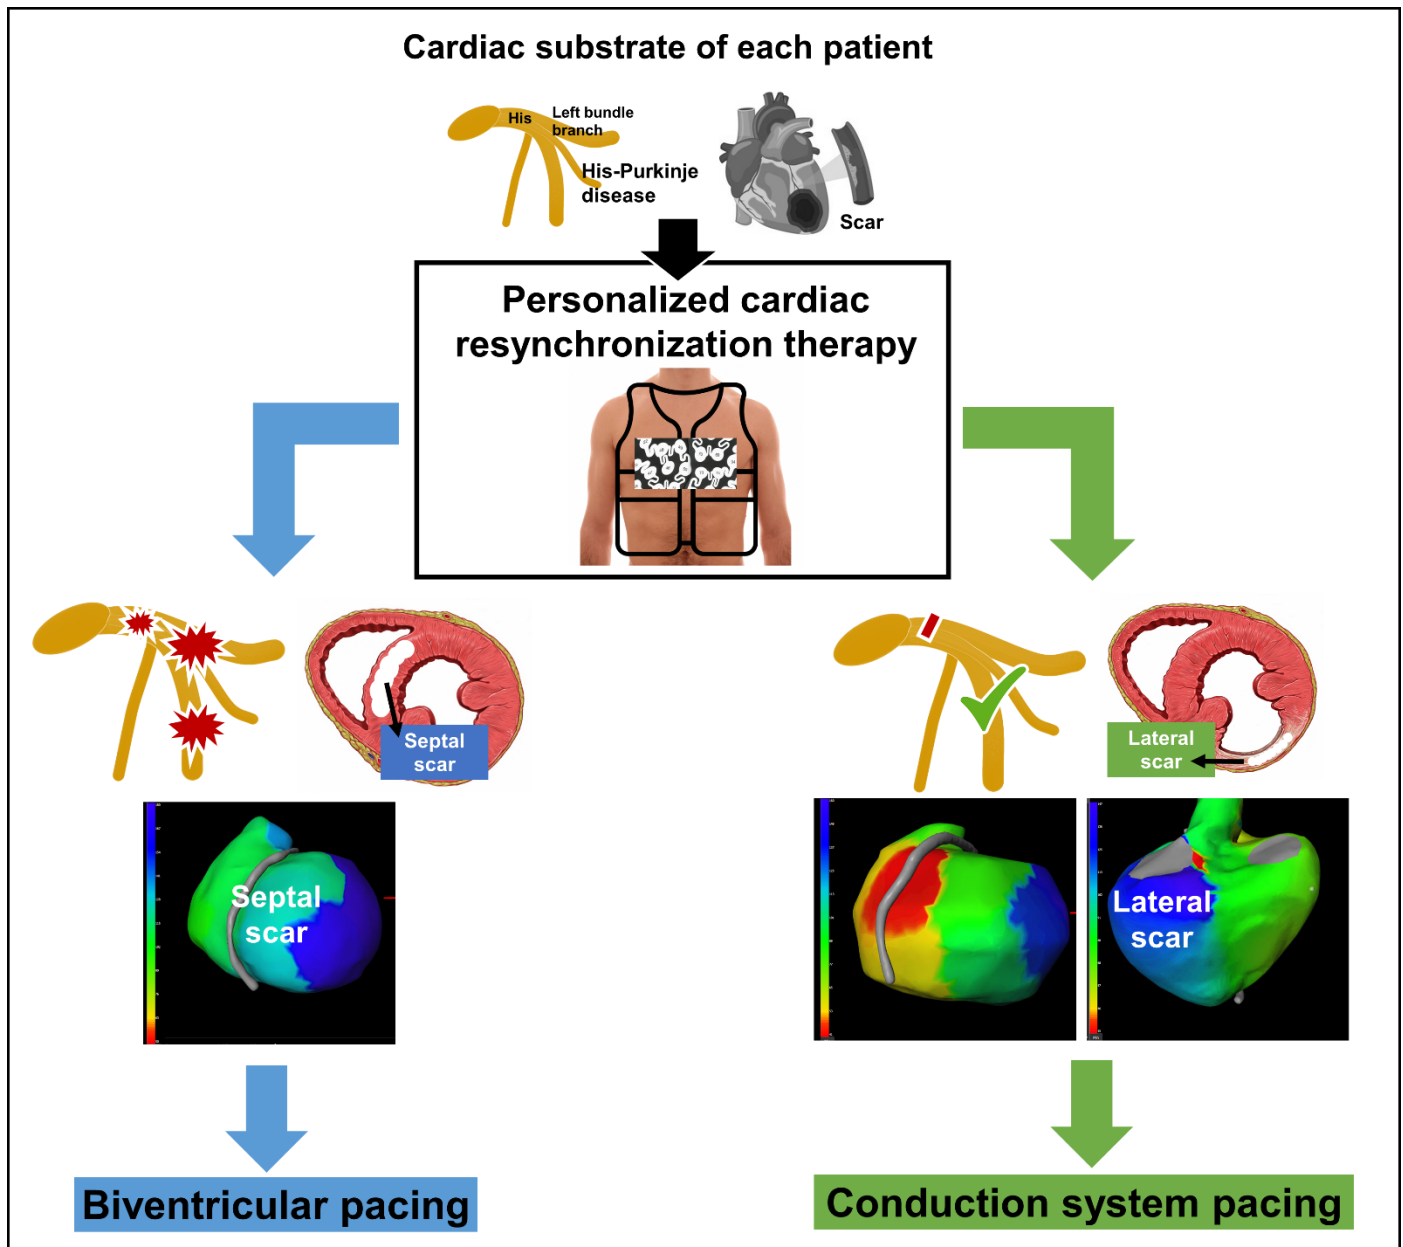 Cardiac substrate of each patient
His
Left bundle
branch
His-Purkinje
disease
Scar
Personalized cardiac
resynchronization therapy
Septal
scar
Lateral
scar
Septal
scar
Lateral
scar
Biventricular pacing
Conduction system pacing